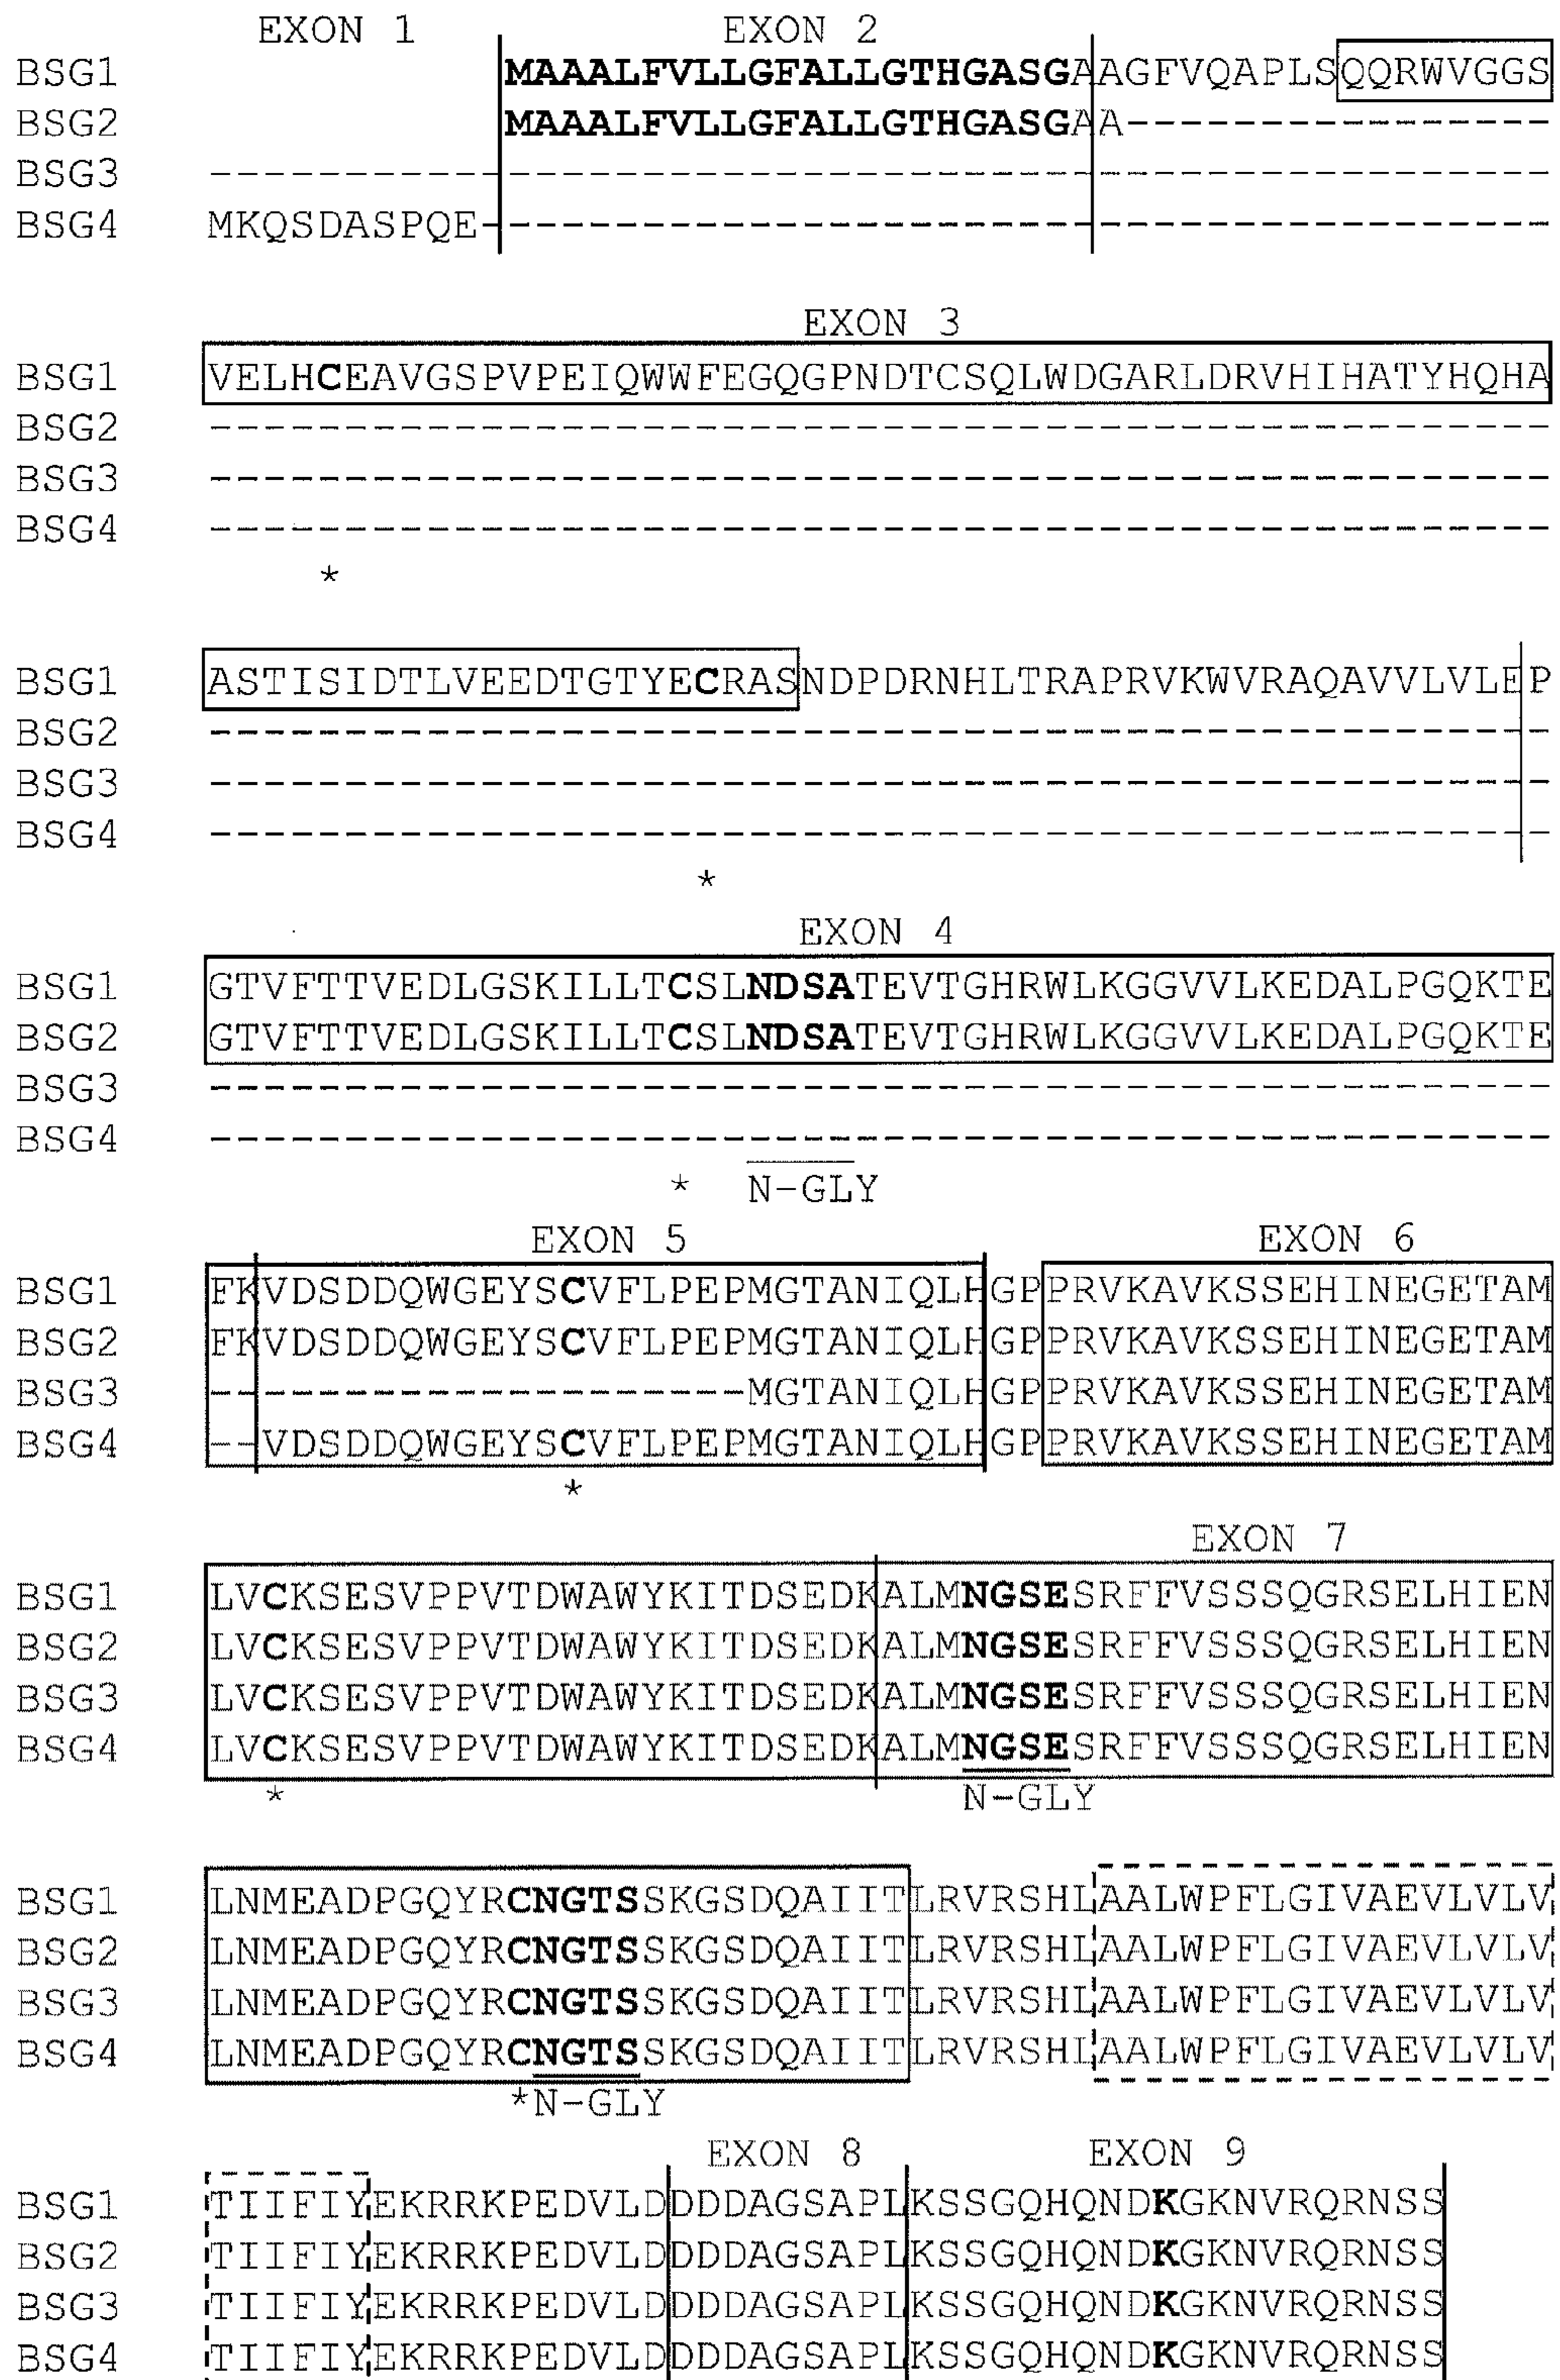 EXON 1 EXON 2
BSG1 MAAALFVLLGFALLGTHGASGAAGFVQAPLSQQRWVGGS
BSG2 MAAALFVLLGFALLGTHGASGAA----------------
BSG3 --------------------------------------------------
BSG4 MKQSDASPQE----------------------------------------
EXON 3
BSG1 VELHCEAVGSPVPEIQWWFEGQGPNDTCSQLWDGARLDRVHIHATYHQHA
BSG2 --------------------------------------------------
BSG3 --------------------------------------------------
BSG4 --------------------------------------------------
*
BSG1 ASTISIDTLVEEDTGTYECRASNDPDRNHLTRAPRVKWVRAQAVVLVLEP
BSG2 --------------------------------------------------
BSG3 --------------------------------------------------
BSG4 --------------------------------------------------
*
EXON 4
BSG1 GTVFTTVEDLGSKILLTCSLNDSATEVTGHRWLKGGVVLKEDALPGQKTE
BSG2 GTVFTTVEDLGSKILLTCSLNDSATEVTGHRWLKGGVVLKEDALPGQKTE
BSG3 --------------------------------------------------
BSG4 --------------------------------------------------
* N-GLY
EXON 5 EXON 6
BSG1 FKVDSDDQWGEYSCVFLPEPMGTANIQLHGPPRVKAVKSSEHINEGETAM
BSG2 FKVDSDDQWGEYSCVFLPEPMGTANIQLHGPPRVKAVKSSEHINEGETAM
BSG3 --------------------MGTANIQLHGPPRVKAVKSSEHINEGETAM
BSG4 --VDSDDQWGEYSCVFLPEPMGTANIQLHGPPRVKAVKSSEHINEGETAM
*
EXON 7
BSG1 LVCKSESVPPVTDWAWYKITDSEDKALMNGSESRFFVSSSQGRSELHIEN
BSG2 LVCKSESVPPVTDWAWYKITDSEDKALMNGSESRFFVSSSQGRSELHIEN
BSG3 LVCKSESVPPVTDWAWYKITDSEDKALMNGSESRFFVSSSQGRSELHIEN
BSG4 LVCKSESVPPVTDWAWYKITDSEDKALMNGSESRFFVSSSQGRSELHIEN
* N-GLY
BSG1 LNMEADPGQYRCNGTSSKGSDQAIITLRVRSHLAALWPFLGIVAEVLVLV
BSG2 LNMEADPGQYRCNGTSSKGSDQAIITLRVRSHLAALWPFLGIVAEVLVLV
BSG3 LNMEADPGQYRCNGTSSKGSDQAIITLRVRSHLAALWPFLGIVAEVLVLV
BSG4 LNMEADPGQYRCNGTSSKGSDQAIITLRVRSHLAALWPFLGIVAEVLVLV
*N-GLY
EXON 8 EXON 9
BSG1 TIIFIYEKRRKPEDVLDDDDAGSAPLKSSGQHQNDKGKNVRQRNSS
BSG2 TIIFIYEKRRKPEDVLDDDDAGSAPLKSSGQHQNDKGKNVRQRNSS
BSG3 TIIFIYEKRRKPEDVLDDDDAGSAPLKSSGQHQNDKGKNVRQRNSS
BSG4 TIIFIYEKRRKPEDVLDDDDAGSAPLKSSGQHQNDKGKNVRQRNSS